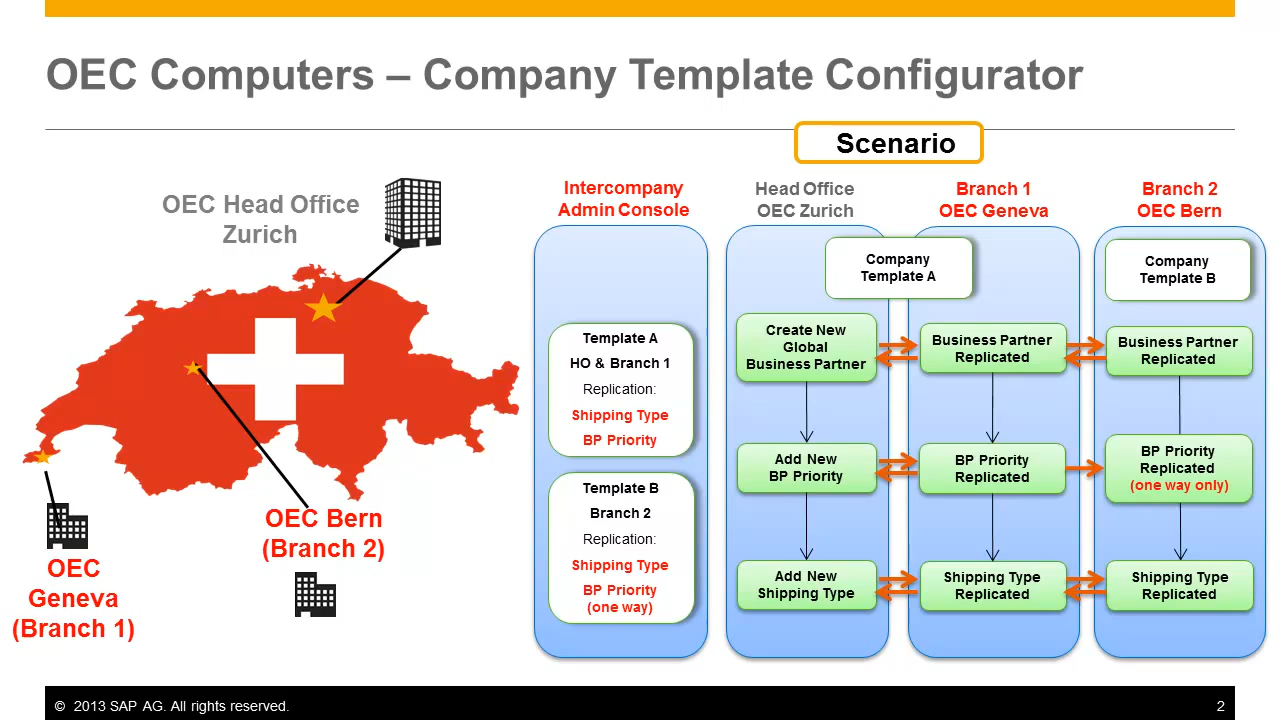 OEC Computers – Company Template Configurator
Scenario
OEC Head Office
Zurich
OEC Bern
(Branch 2)
OEC
Geneva
(Branch 1)
Intercompany
Admin Console
Template A
HO & Branch 1
Replication:
Shipping Type
BP Priority
Template B
Branch 2
Replication:
Shipping Type
BP Priority
(one way)
Head Office
OEC Zurich
Branch 1
OEC Geneva
Branch 2
OEC Bern
Company
Template A
Company
Template B
Create New
Global
Business Partner
Business Partner
Replicated
Business Partner
Replicated
Add New
BP Priority
BP Priority
Replicated
BP Priority
Replicated
(one way only)
Add New
Shipping Type
Shipping Type
Replicated
Shipping Type
Replicated
© 2013 SAP AG. All rights reserved.
2